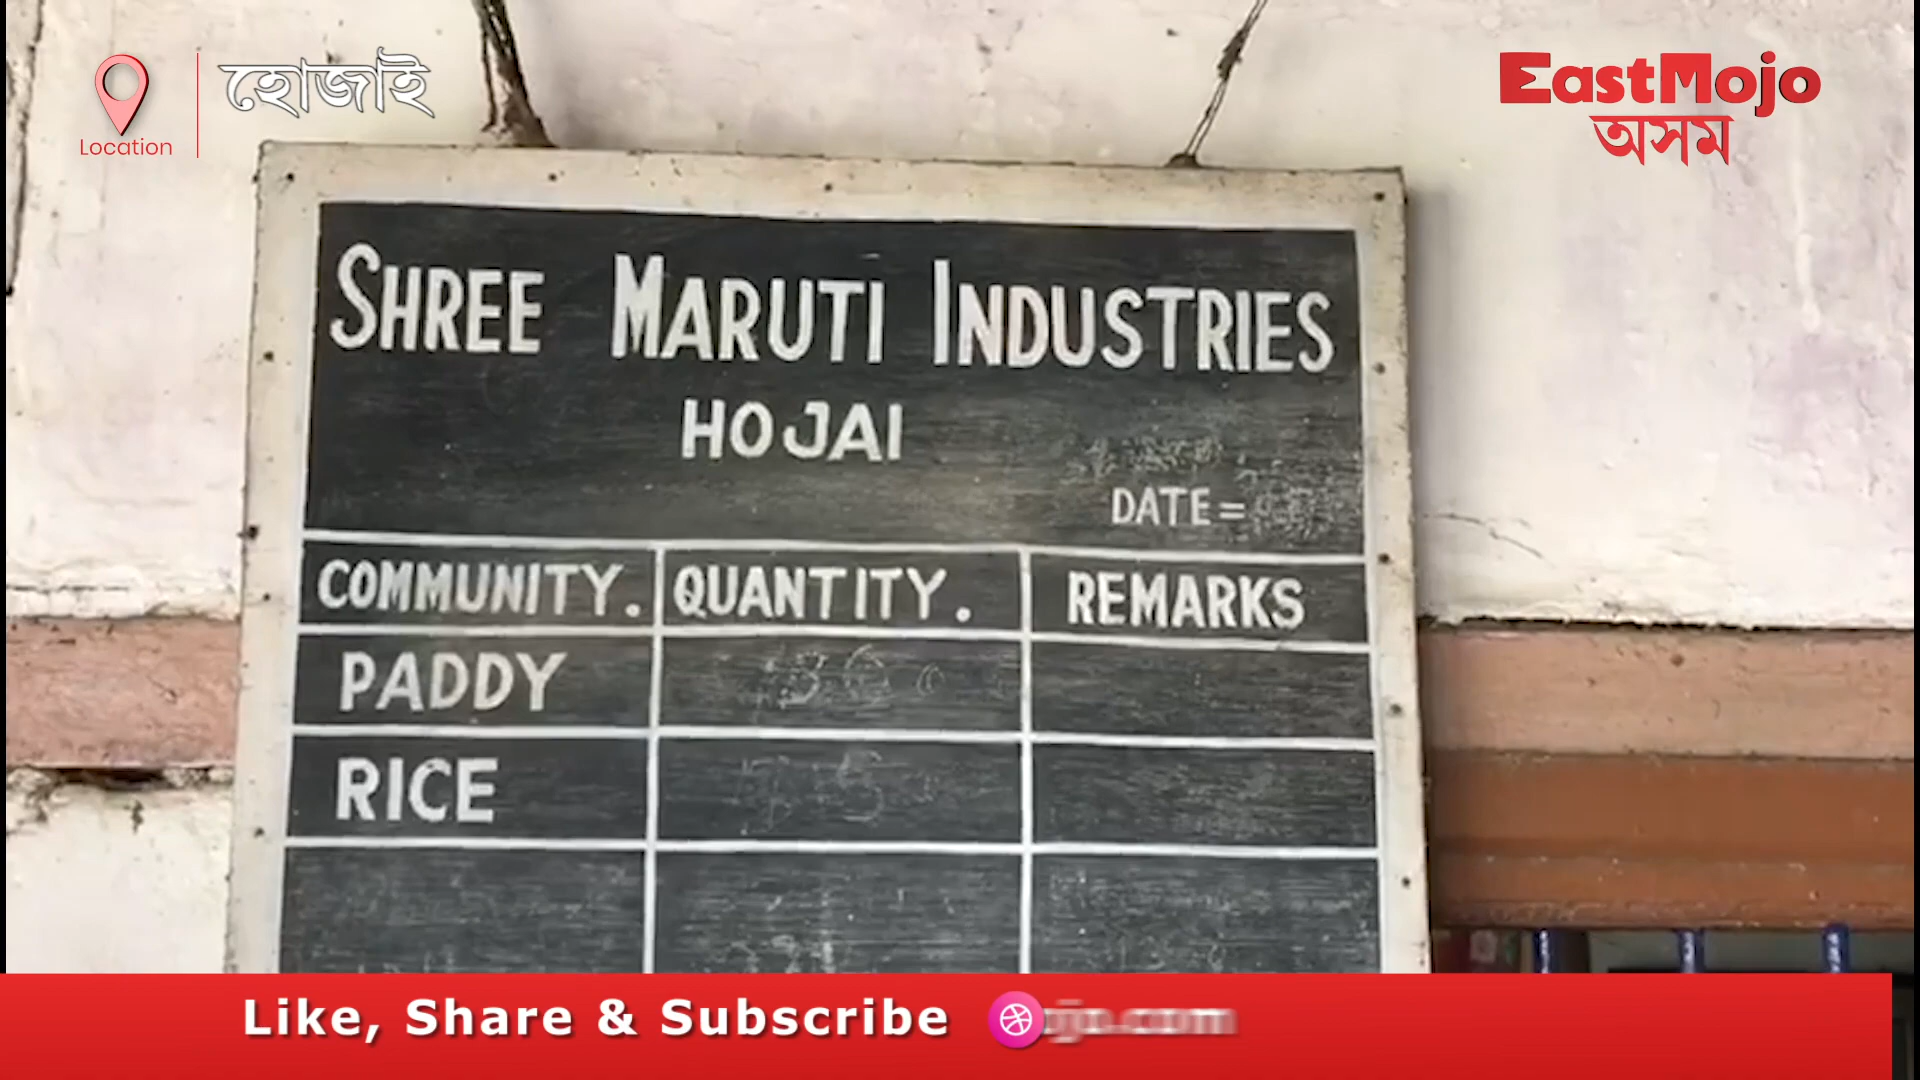 Location
হোজাই
EastMojo
অসম
SHREE MARUTI INDUSTRIES
HOJAI
DATE=
COMMUNITY. QUANTITY. REMARKS
PADDY
RICE
Like, Share & Subscribe